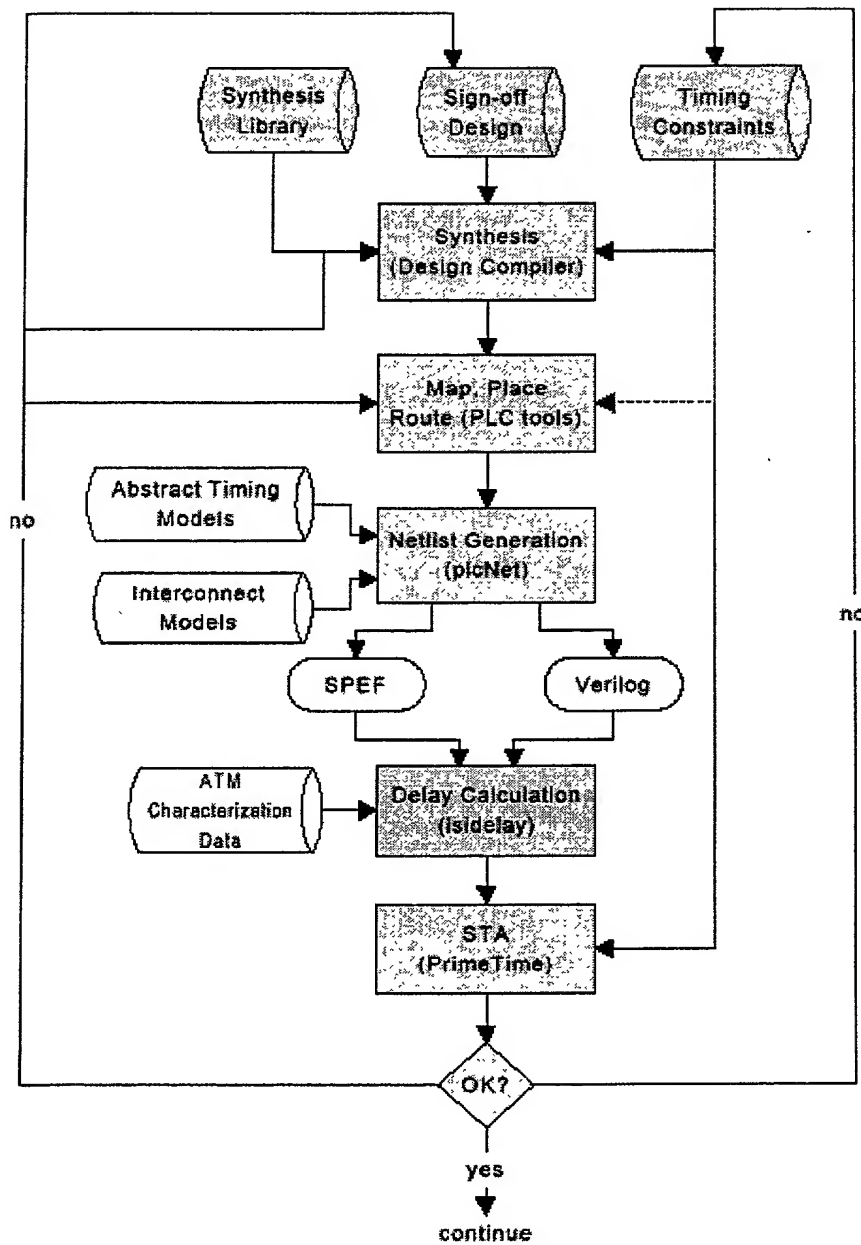 Synthesis
Library
Sign-off
Design
Timing
Constraints
Synthesis
(Design Compiler)
Map, Place
Route (PLC tools)
Abstract Timing
Models
no
Netlist Generation
(plcNet)
Interconnect
Models
no
SPEF
Verilog
ATM
Characterization
Data
Delay Calculation
(lsidelay)
STA
(PrimeTime)
OK?
yes
continue